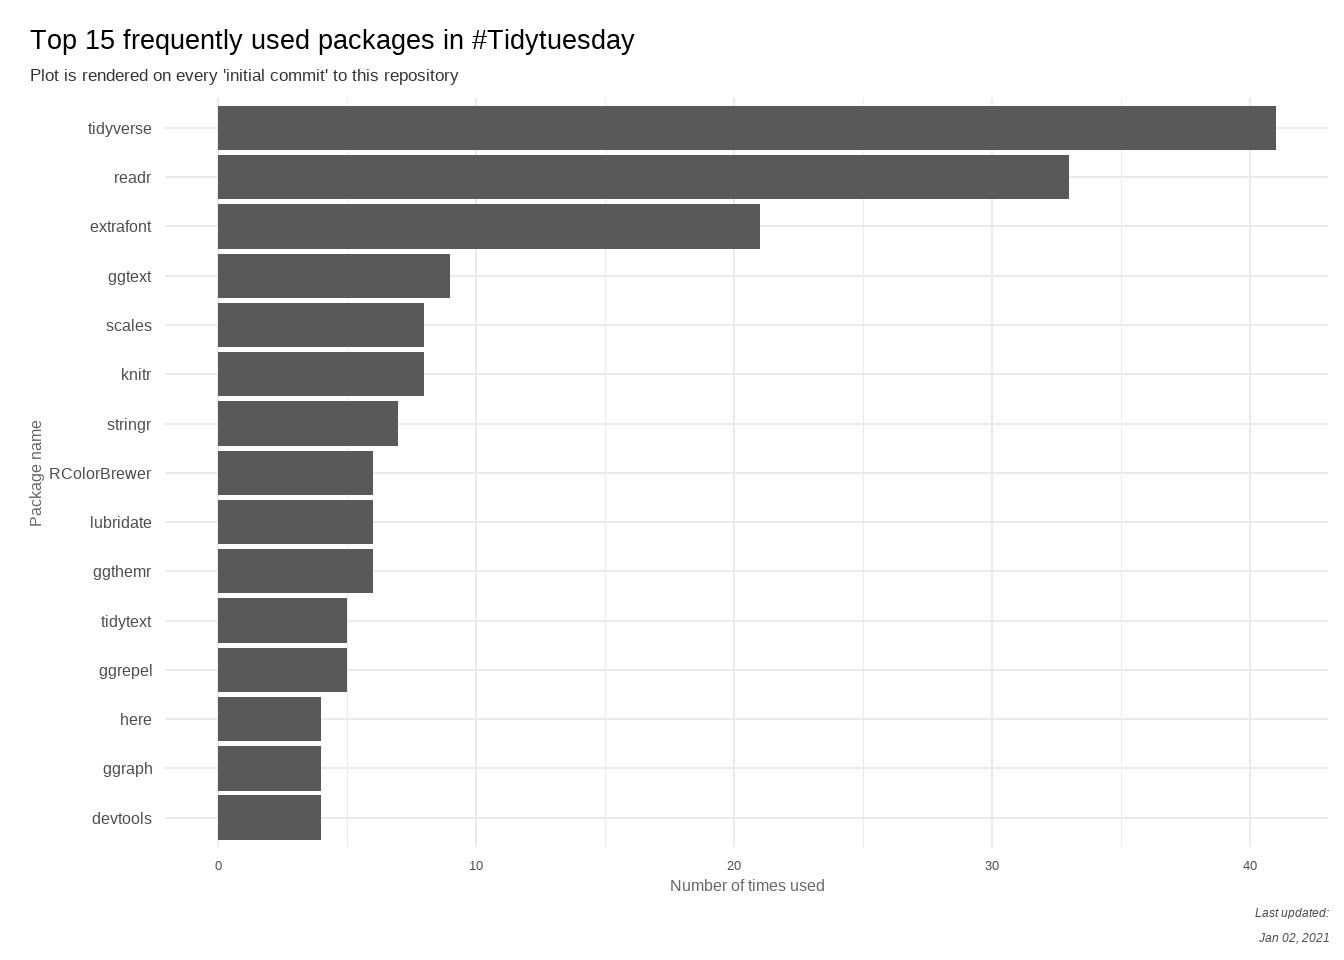 Top 15 frequently used packages in #Tidytuesday
Plot is rendered on every 'initial commit' to this repository
Package name
tidyverse
readr
extrafont
ggtext
scales
knitr
stringr
RColorBrewer
lubridate
ggthemr
tidytext
ggrepel
here
ggraph
devtools
0 10 20 30 40
Number of times used
Last updated:
Jan 02, 2021